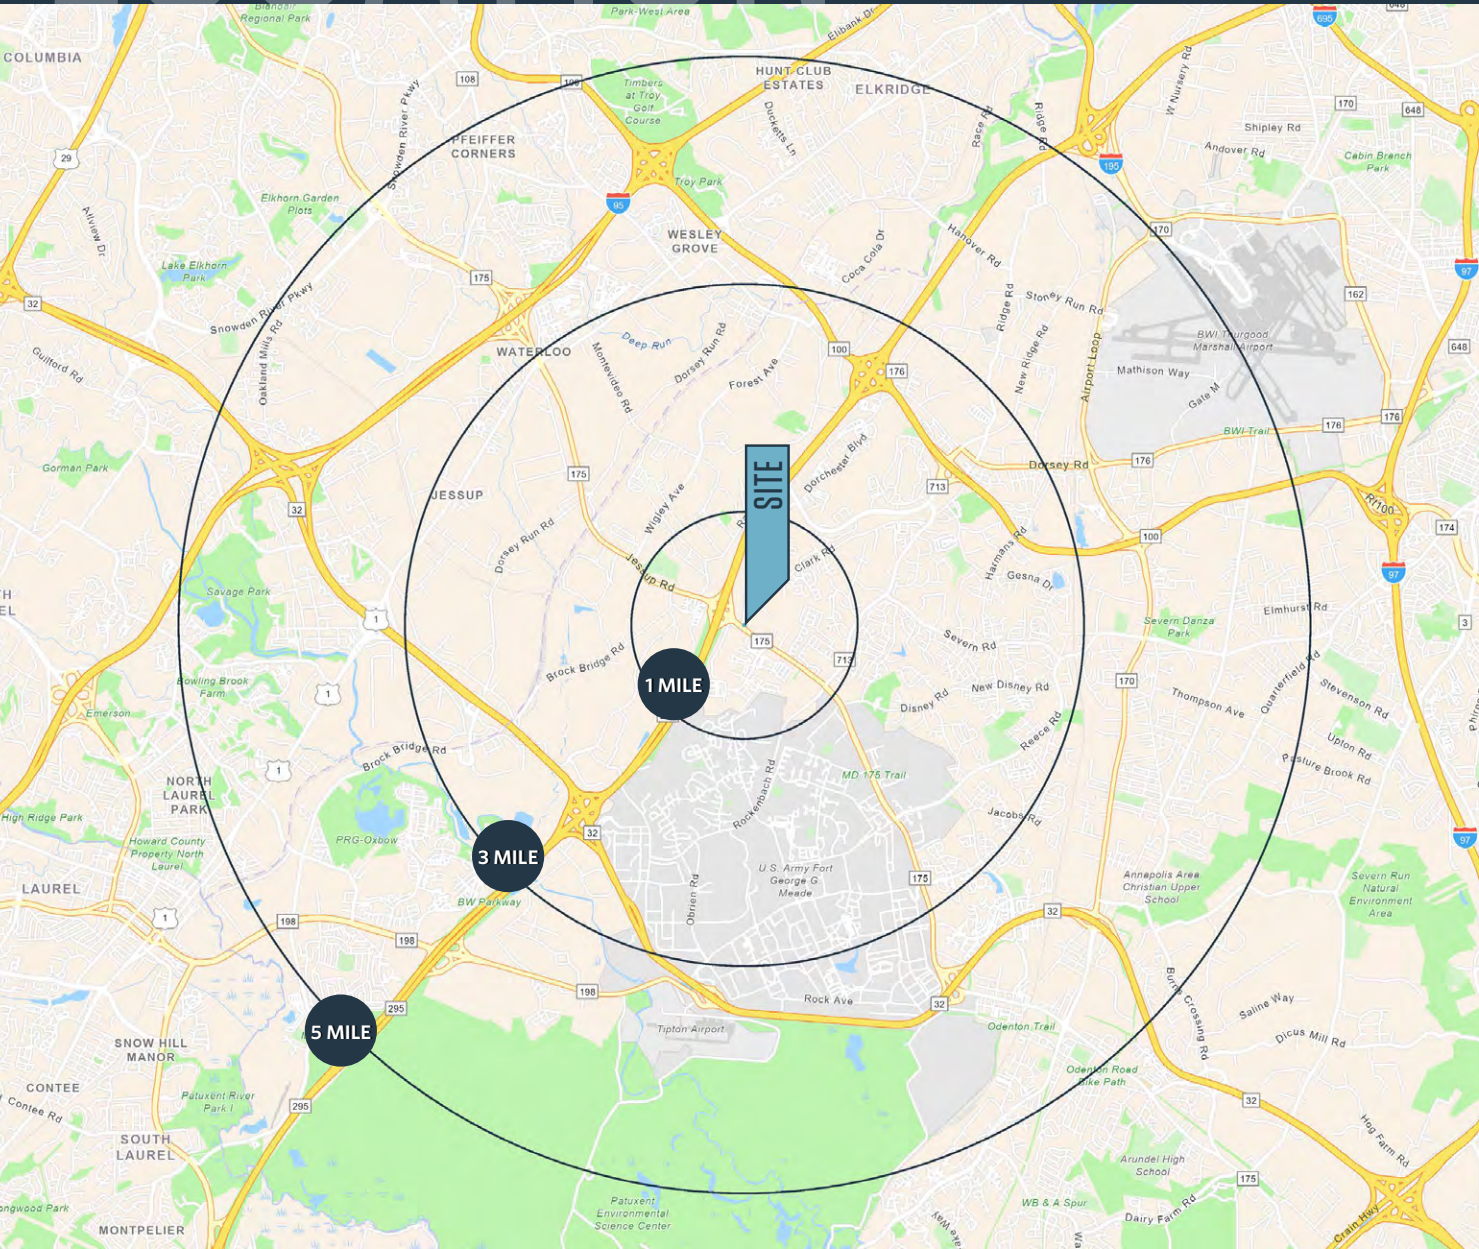 Blandair
Regional Park
Park-West Area
Elibank Dr
695
648
COLUMBIA
108
100
Timbers
at Troy
Golf
Course
HUNT CLUB
ESTATES
ELKRIDGE
W Nursery Rd
170
648
Snowden River Pkwy
PFEIFFER
CORNERS
Ducketts Ln
Race Rd
Ridge Rd
Shipley Rd
Andover Rd
Cabin Branch
Park
29
195
Troy Park
Elkhorn Garden
Plots
95
Allview Dr
WESLEY
GROVE
Hanover Rd
170
Coca Cola Dr
Lake Elkhorn
Park
175
97
32
Snowden River Pkwy
Stoney Run Rd
Ridge Rd
162
Oakland Mills Rd
Guilford Rd
WATERLOO
Deep Run
Montevideo Rd
Dorsey Run Rd
Forest Ave
100
176
New Ridge Rd
Airport Loop
BWI Thurgood
Marshall Airport
648
Mathison Way
Gate M
176
BWI Trail
176
Dorchester Blvd
Gorman Park
175
SITE
713
Dorsey Rd
176
JESSUP
32
Wigley Ave
Rt100
174
Dorsey Run Rd
Clark Rd
Harmans Rd
100
Jessup Rd
Gesna Dr
97
Savage Park
1
Elmhurst Rd
3
Severn Danza
Park
175
Severn Rd
713
Brock Bridge Rd
1 MILE
New Disney Rd
Disney Rd
170
Quarterfield Rd
Stevenson Rd
Thompson Ave
Bowling Brook
Farm
1
Emerson
Reece Rd
Upton Rd
Pasture Brook Rd
Brock Bridge Rd
1
MD 175 Trail
Rockenbach Rd
NORTH
LAUREL
PARK
High Ridge Park
Howard County
Property North
Laurel
PRG-Oxbow
32
Jacobs Rd
97
3 MILE
U.S. Army Fort
George G
Meade
175
Obrien Rd
LAUREL
BW Parkway
Annapolis Area
Christian Upper
School
Severn Run
Natural
Environment
Area
1
198
198
32
198
295
Rock Ave
32
Burns Crossing Rd
Saline Way
5 MILE
Tipton Airport
Odenton Trail
Dicus Mill Rd
SNOW HILL
MANOR
CONTEE
Contee Rd
Patuxent River
Park I
295
Odenton Road
Bike Path
32
Hog Farm Rd
SOUTH
LAUREL
Arundel High
School
175
MONTPELIER
Patuxent
Environmental
Science Center
WB & A Spur
Dairy Farm Rd
Crain Hwy